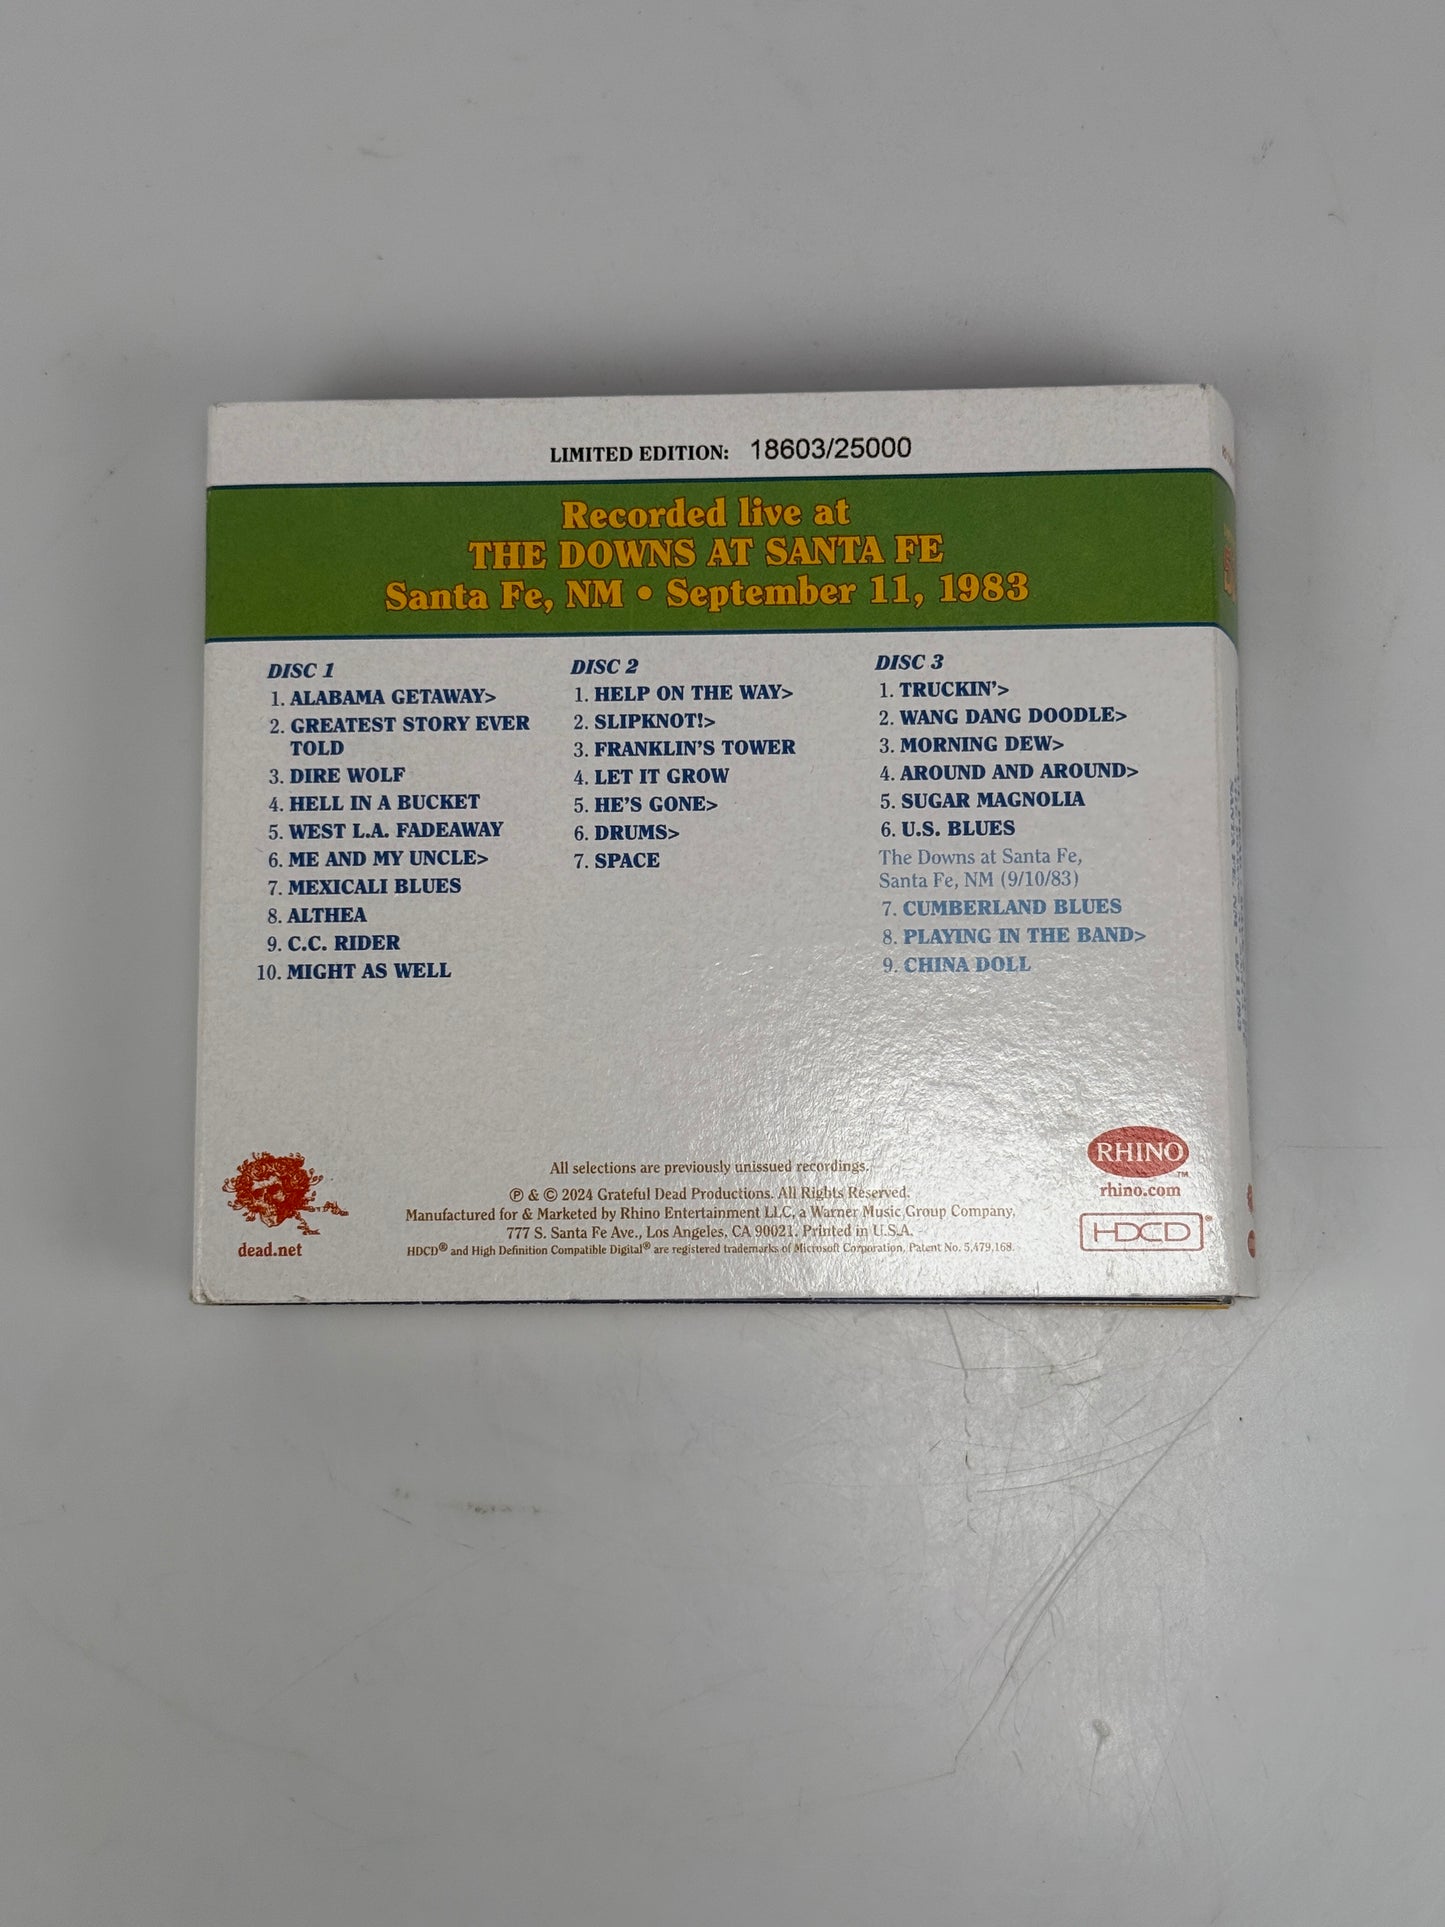 LIMITED EDITION: 18603/25000
Recorded live at
THE DOWNS AT SANTA FE
Santa Fe, NM • September 11, 1983
DISC 1
1. ALABAMA GETAWAY>
2. GREATEST STORY EVER
TOLD
3. DIRE WOLF
4. HELL IN A BUCKET
5. WEST L.A. FADEAWAY
6. ME AND MY UNCLE>
7. MEXICALI BLUES
8. ALTHEA
9. C.C. RIDER
10. MIGHT AS WELL
DISC 2
1. HELP ON THE WAY>
2. SLIPKNOT!>
3. FRANKLIN'S TOWER
4. LET IT GROW
5. HE'S GONE>
6. DRUMS>
7. SPACE
DISC 3
1. TRUCKIN'>
2. WANG DANG DOODLE>
3. MORNING DEW>
4. AROUND AND AROUND>
5. SUGAR MAGNOLIA
6. U.S. BLUES
The Downs at Santa Fe,
Santa Fe, NM (9/10/83)
7. CUMBERLAND BLUES
8. PLAYING IN THE BAND>
9. CHINA DOLL
dead.net
All selections are previously unissued recordings.
℗ & © 2024 Grateful Dead Productions. All Rights Reserved.
Manufactured for & Marketed by Rhino Entertainment LLC, a Warner Music Group Company,
777 S. Santa Fe Ave., Los Angeles, CA 90021. Printed in U.S.A.
HDCD® and High Definition Compatible Digital® are registered trademarks of Microsoft Corporation, Patent No. 5,479,168.
RHINO™
rhino.com
HDCD®